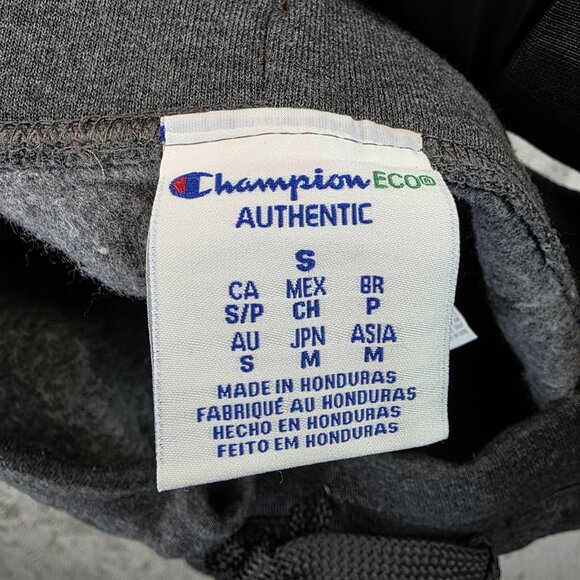 Champion ECO®
AUTHENTIC
S
CA MEX BR
S/P CH P
AU JPN ASIA
S M M
MADE IN HONDURAS
FABRIQUÉ AU HONDURAS
HECHO EN HONDURAS
FEITO EM HONDURAS